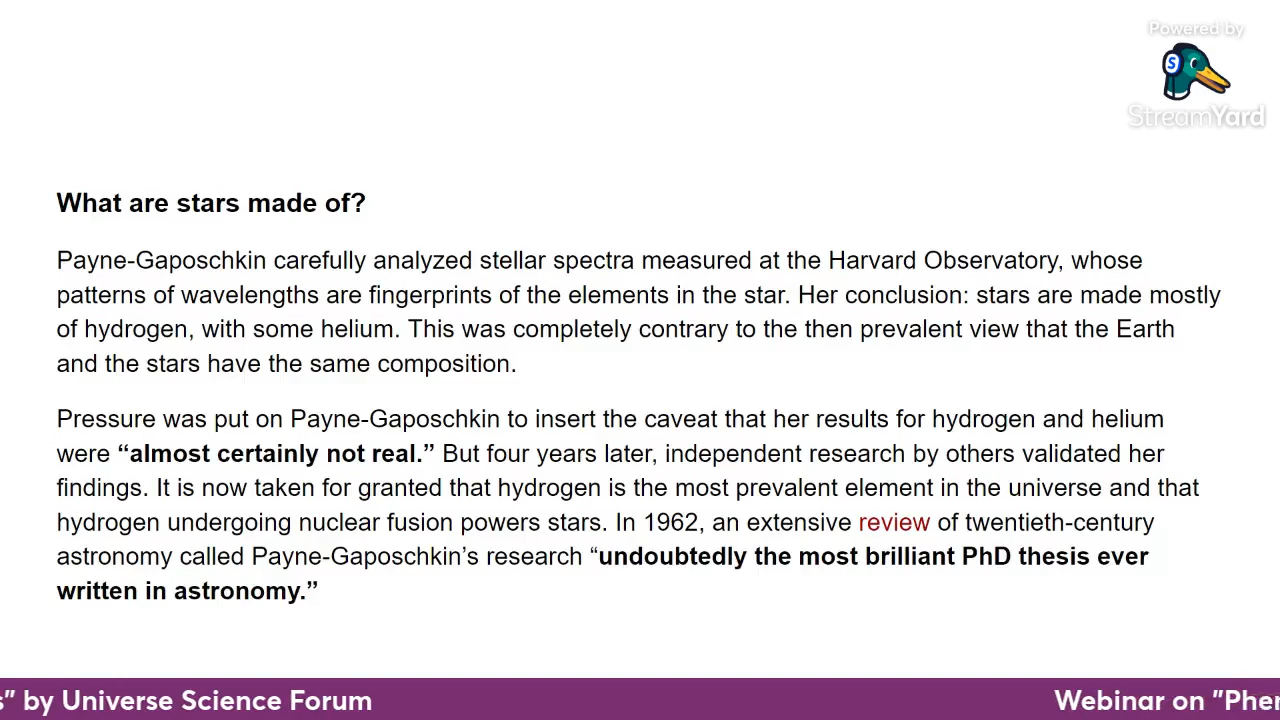 Powered by
S
StreamYard
What are stars made of?
Payne-Gaposchkin carefully analyzed stellar spectra measured at the Harvard Observatory, whose
patterns of wavelengths are fingerprints of the elements in the star. Her conclusion: stars are made mostly
of hydrogen, with some helium. This was completely contrary to the then prevalent view that the Earth
and the stars have the same composition.
Pressure was put on Payne-Gaposchkin to insert the caveat that her results for hydrogen and helium
were “almost certainly not real.” But four years later, independent research by others validated her
findings. It is now taken for granted that hydrogen is the most prevalent element in the universe and that
hydrogen undergoing nuclear fusion powers stars. In 1962, an extensive review of twentieth-century
astronomy called Payne-Gaposchkin’s research “undoubtedly the most brilliant PhD thesis ever
written in astronomy.”
s" by Universe Science Forum Webinar on "Pher